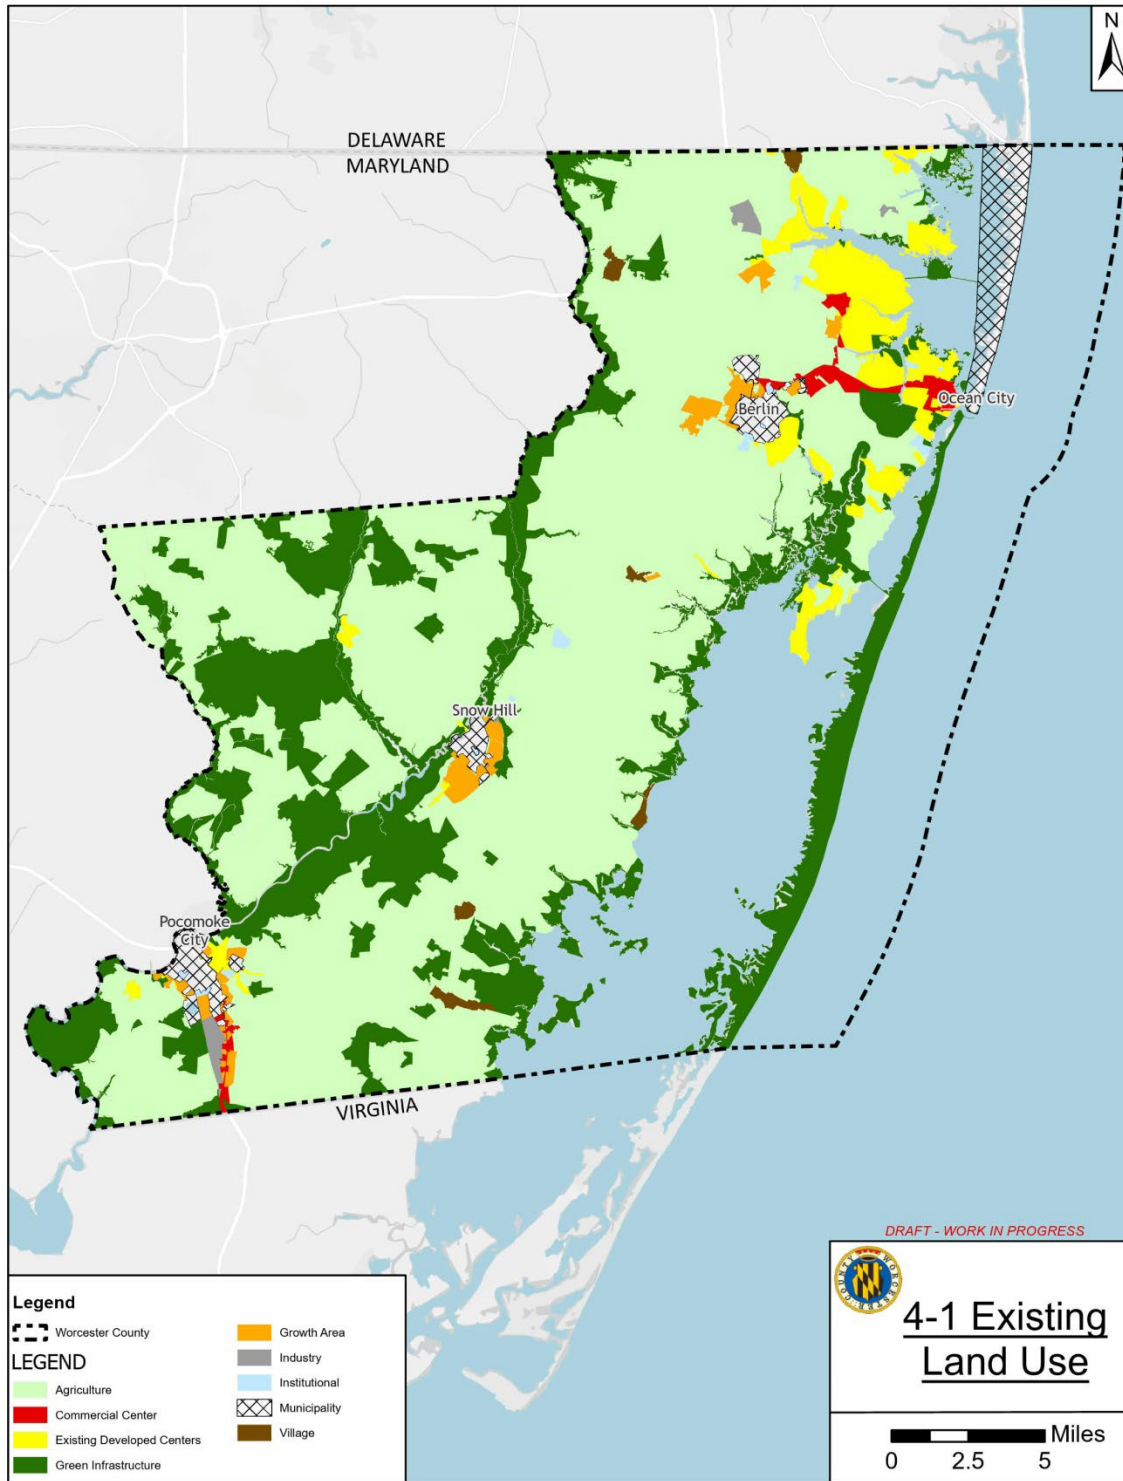 N
DELAWARE
MARYLAND
Ocean City
Berlin
Snow Hill
Pocomoke
City
VIRGINIA
DRAFT - WORK IN PROGRESS
Legend
Worcester County
LEGEND
Agriculture
Commercial Center
Existing Developed Centers
Green Infrastructure
Growth Area
Industry
Institutional
Municipality
Village
WORCESTER COUNTY
4-1 Existing
Land Use
Miles
0 2.5 5